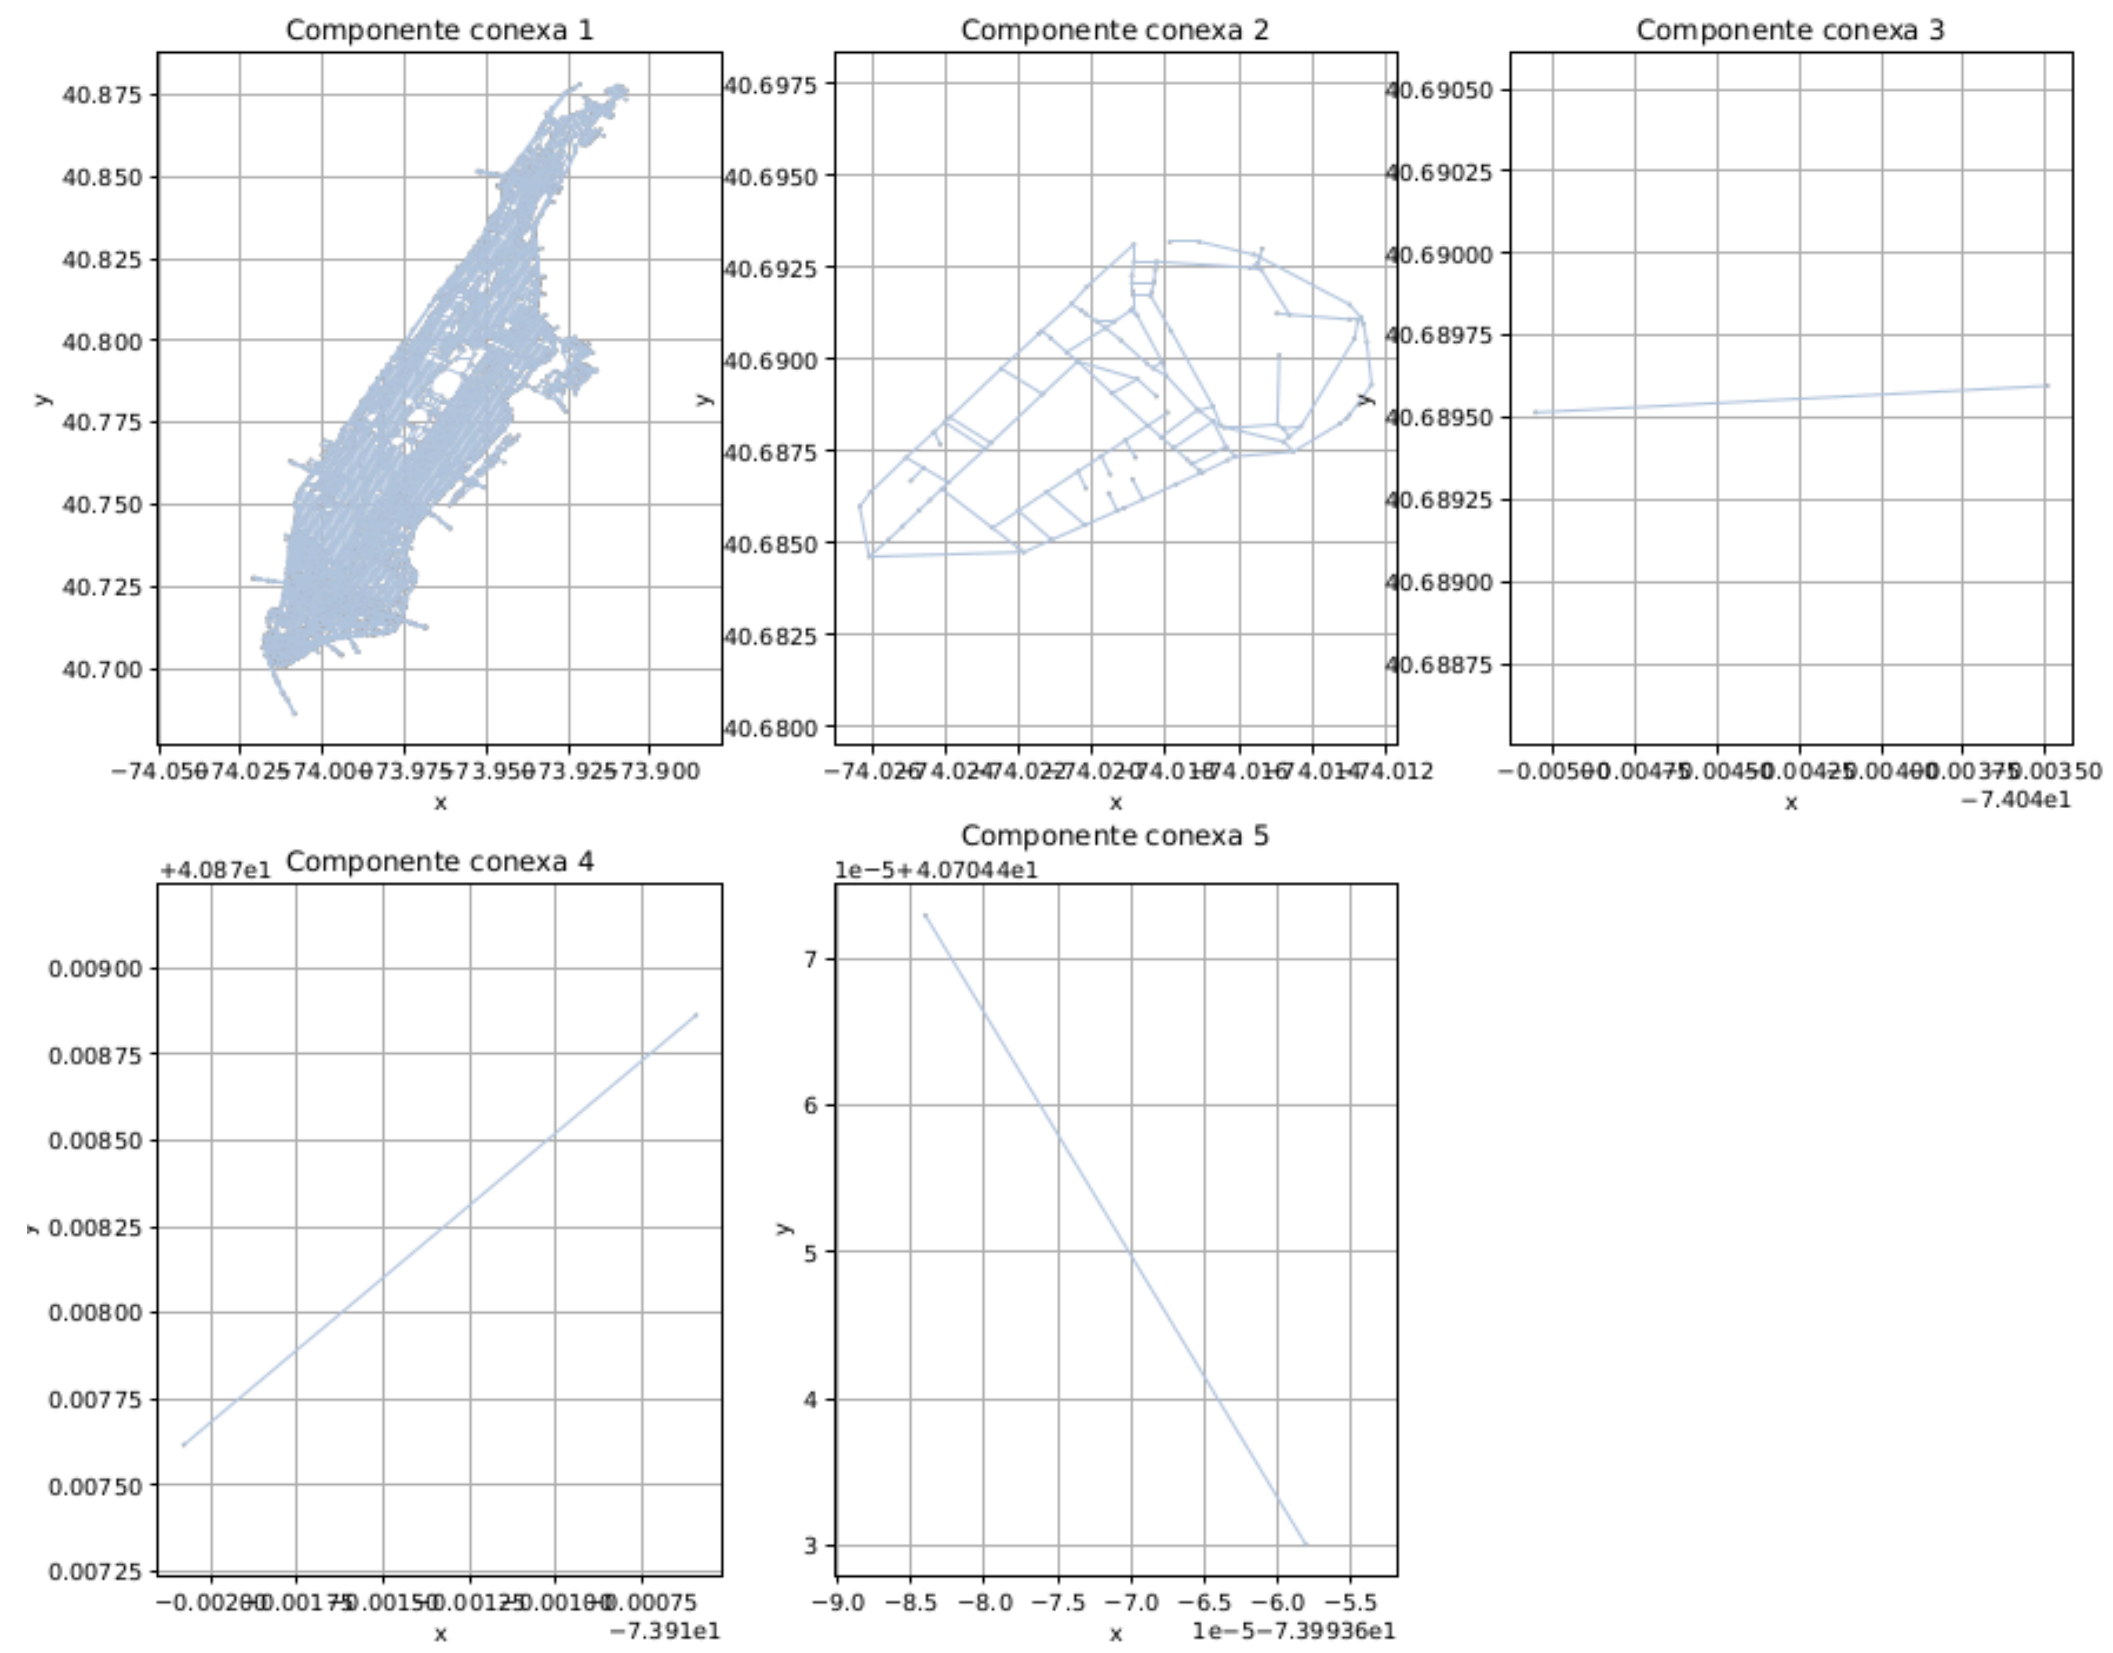 Componente conexa 1
40.875
40.850
40.825
40.800
40.775
40.750
40.725
40.700
y
−74.050 −74.025 −74.000 −73.975 −73.950 −73.925 −73.900
x
Componente conexa 2
40.6975
40.6950
40.6925
40.6900
40.6875
40.6850
40.6825
40.6800
y
−74.026 −74.024 −74.022 −74.020 −74.018 −74.016 −74.014 −74.012
x
Componente conexa 3
40.69050
40.69025
40.69000
40.68975
40.68950
40.68925
40.68900
40.68875
y
−0.00500 −0.00475 −0.00450 −0.00425 −0.00400 −0.00375 −0.00350
x
−7.404e1
Componente conexa 4
+4.087e1
0.00900
0.00875
0.00850
0.00825
0.00800
0.00775
0.00750
0.00725
y
−0.00200 −0.00175 −0.00150 −0.00125 −0.00100 −0.00075
x
−7.391e1
Componente conexa 5
1e−5+4.07044e1
7
6
5
4
3
y
−9.0 −8.5 −8.0 −7.5 −7.0 −6.5 −6.0 −5.5
x
1e−5−7.39936e1